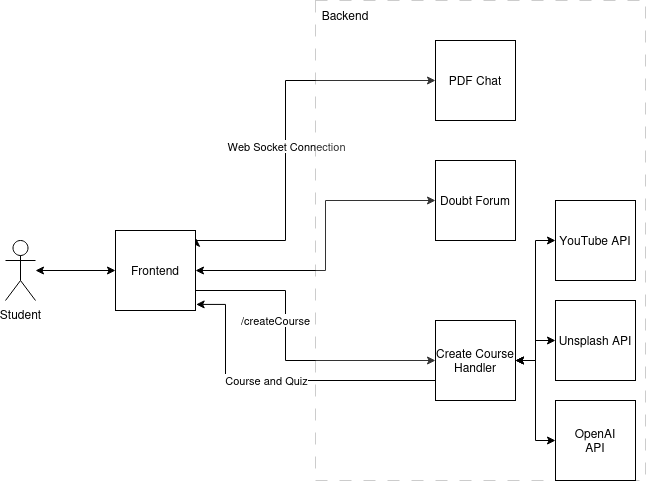 Backend
PDF Chat
Web Socket Connection
Doubt Forum
YouTube API
Frontend
Student
/createCourse
Unsplash API
Create Course
Handler
Course and Quiz
OpenAI
API